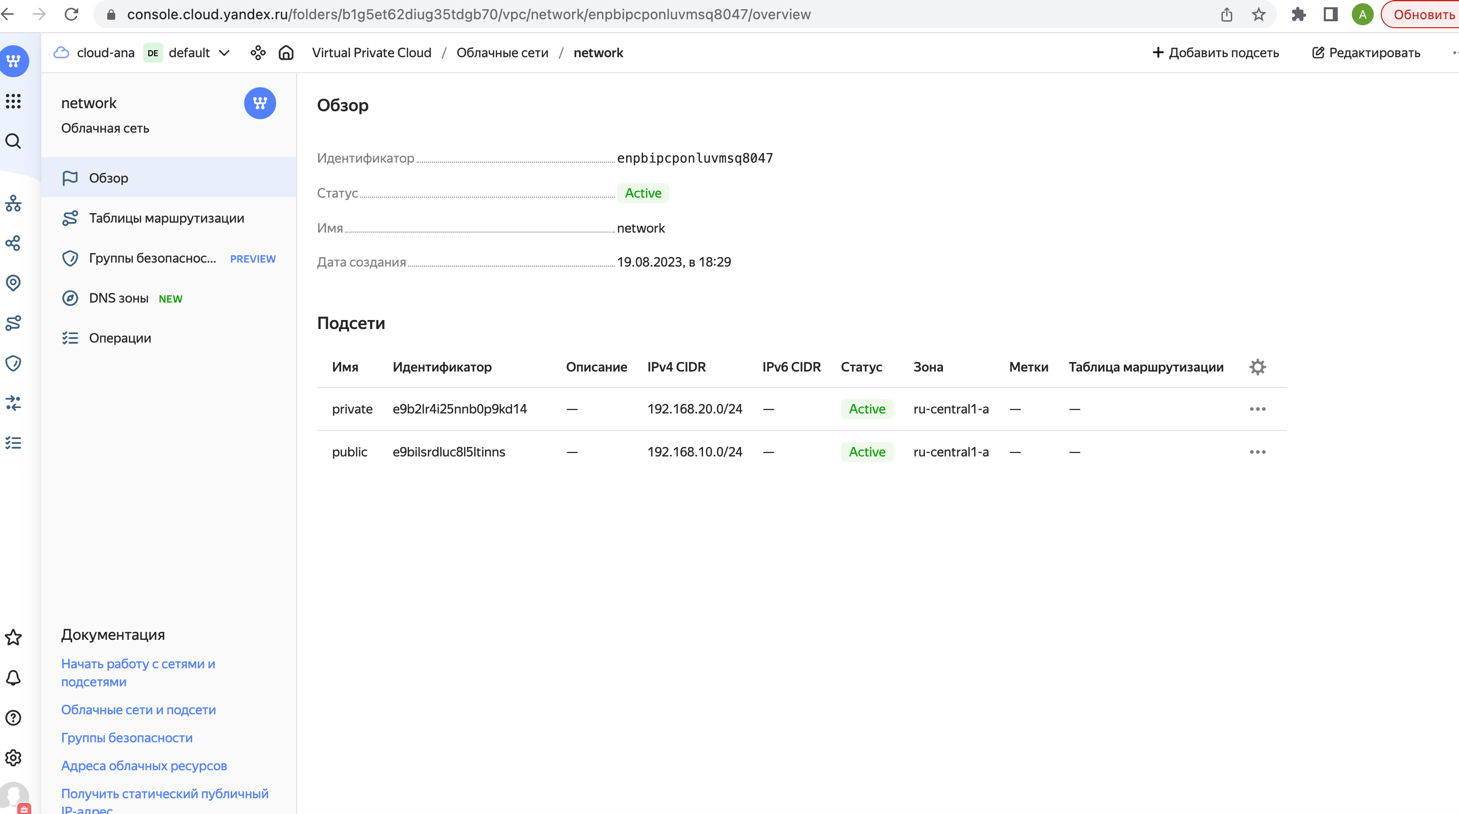 console.cloud.yandex.ru/folders/b1g5et62diug35tdgb70/vpc/network/enpbipcponluvmsq8047/overview
A
Обновить
cloud-ana DE default Virtual Private Cloud / Облачные сети / network
Добавить подсеть
Редактировать
network
Облачная сеть
Обзор
Таблицы маршрутизации
Группы безопаснос... PREVIEW
DNS зоны NEW
Операции
Документация
Начать работу с сетями и
подсетями
Облачные сети и подсети
Группы безопасности
Адреса облачных ресурсов
Получить статический публичный
IP-адрес
Обзор
Идентификатор enpbipcponluvmsq8047
Статус Active
Имя network
Дата создания 19.08.2023, в 18:29
Подсети
Имя Идентификатор Описание IPv4 CIDR IPv6 CIDR Статус Зона Метки Таблица маршрутизации
private e9b2lr4i25nnb0p9kd14 — 192.168.20.0/24 — Active ru-central1-a — —
public e9bilsrdluc8l5ltinns — 192.168.10.0/24 — Active ru-central1-a — —